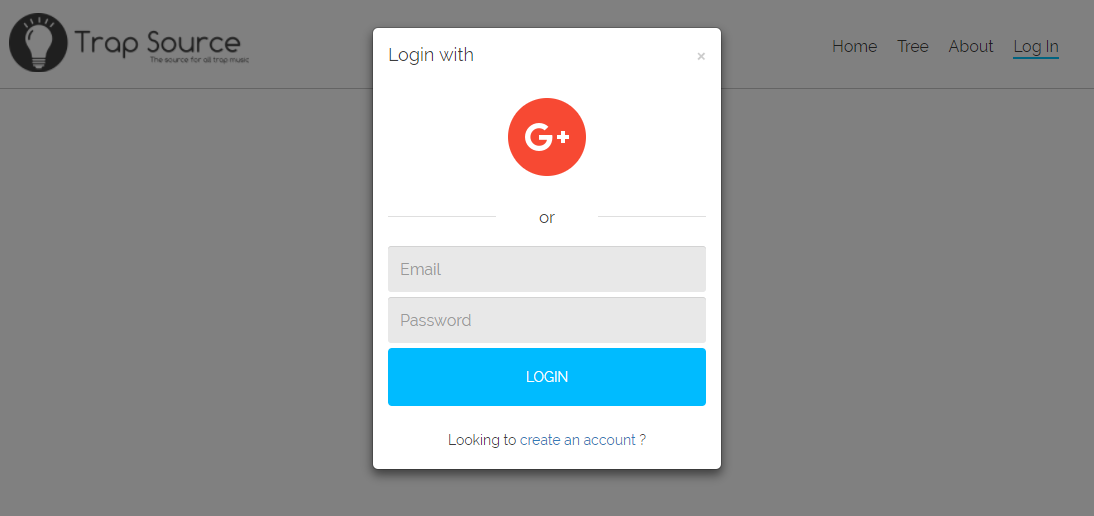 Trap Source
The source for all trap music
Home Tree About Log In
Login with ×
G+
or
Email
Password
LOGIN
Looking to create an account ?